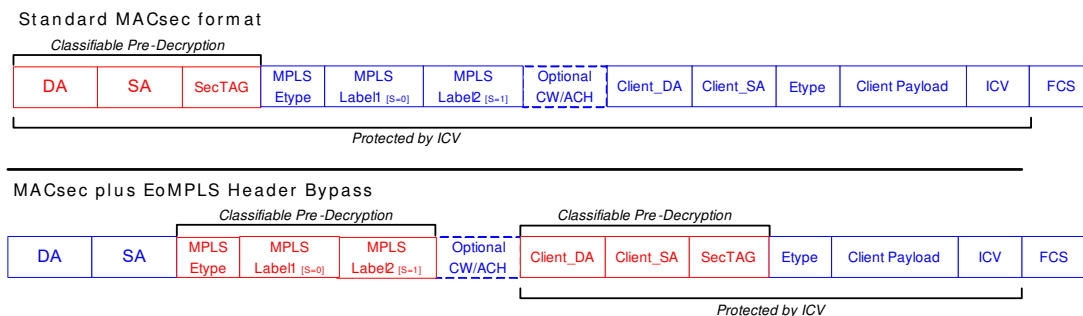 Standard MACsec format
Classifiable Pre-Decryption
DA SA SecTAG MPLS Etype MPLS Label1 [S=0] MPLS Label2 [S=1] Optional CW/ACH Client_DA Client_SA Etype Client Payload ICV FCS
Protected by ICV
MACsec plus EoMPLS Header Bypass
Classifiable Pre-Decryption Classifiable Pre-Decryption
DA SA MPLS Etype MPLS Label1 [S=0] MPLS Label2 [S=1] Optional CW/ACH Client_DA Client_SA SecTAG Etype Client Payload ICV FCS
Protected by ICV